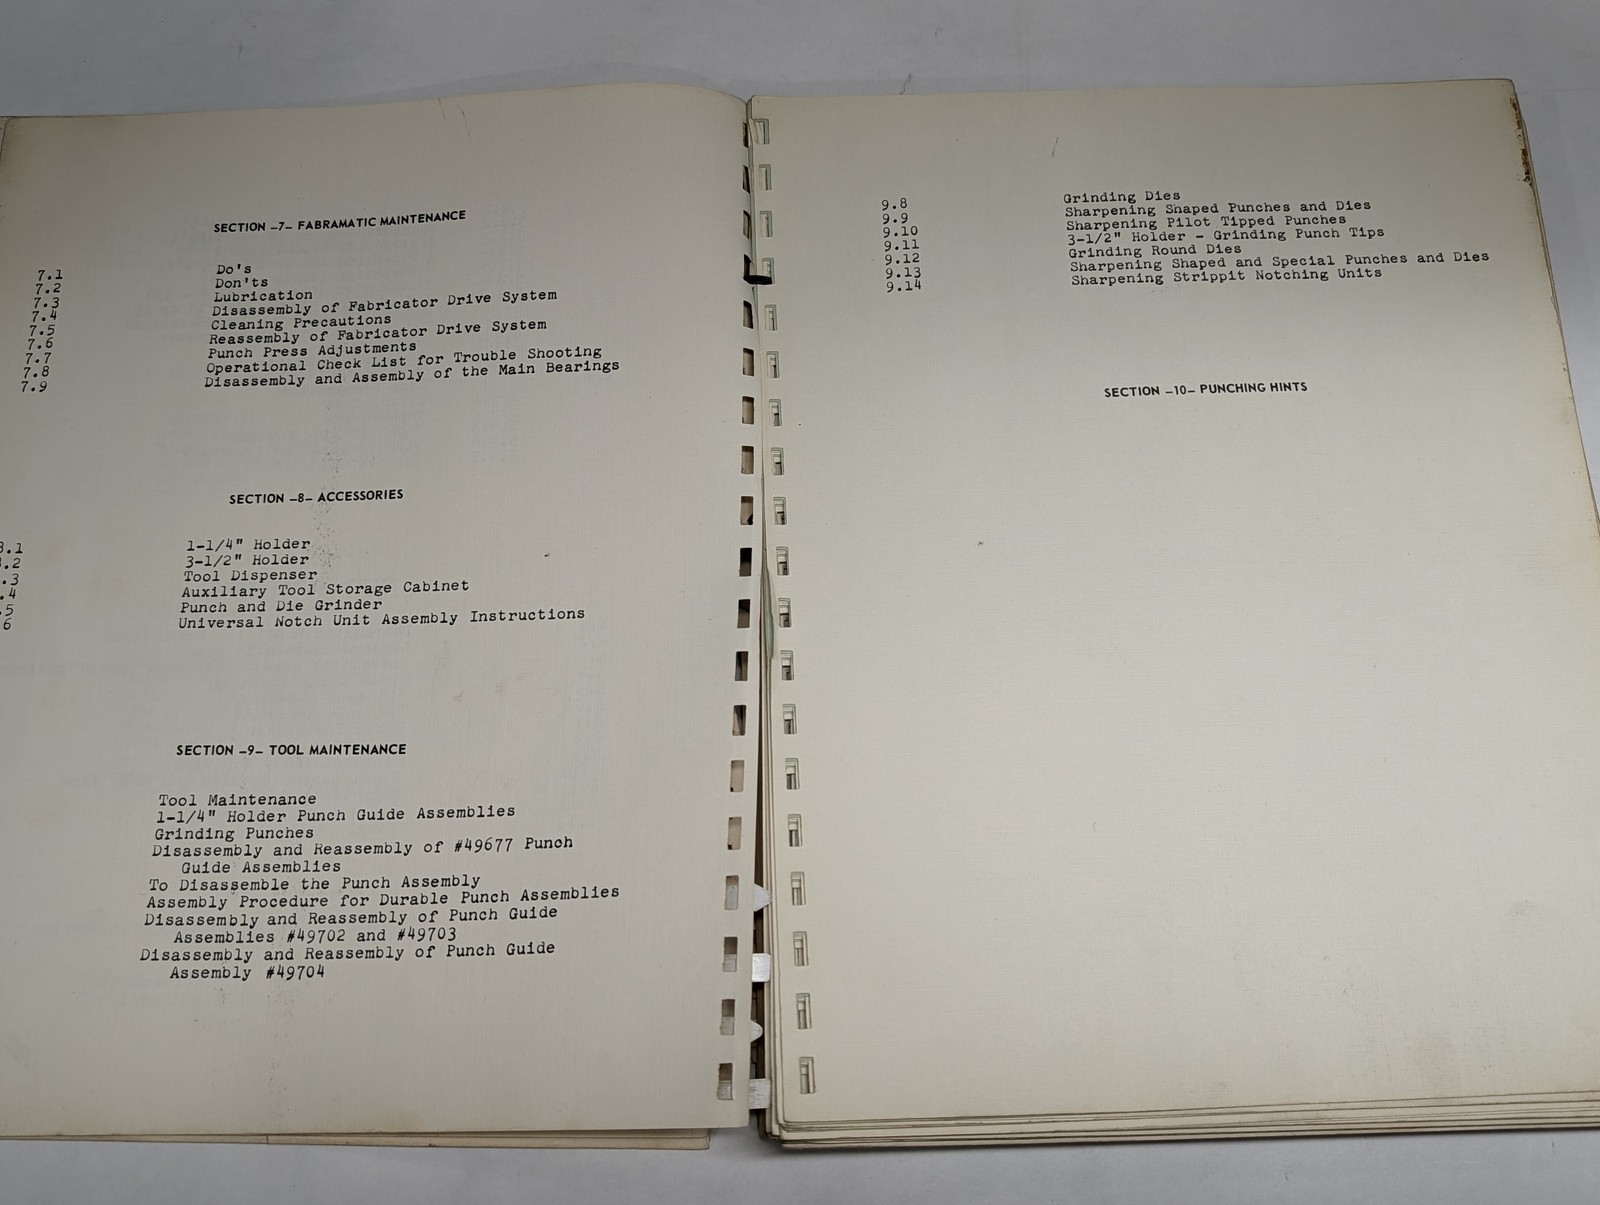 SECTION -7- FABRAMATIC MAINTENANCE
7.1 Do's
7.2 Don'ts
7.3 Lubrication
7.4 Disassembly of Fabricator Drive System
7.5 Cleaning Precautions
7.6 Reassembly of Fabricator Drive System
7.7 Punch Press Adjustments
7.8 Operational Check List for Trouble Shooting
7.9 Disassembly and Assembly of the Main Bearings
SECTION -8- ACCESSORIES
8.1 1-1/4" Holder
.2 3-1/2" Holder
.3 Tool Dispenser
.4 Auxiliary Tool Storage Cabinet
.5 Punch and Die Grinder
6 Universal Notch Unit Assembly Instructions
SECTION -9- TOOL MAINTENANCE
Tool Maintenance
1-1/4" Holder Punch Guide Assemblies
Grinding Punches
Disassembly and Reassembly of #49677 Punch
Guide Assemblies
To Disassemble the Punch Assembly
Assembly Procedure for Durable Punch Assemblies
Disassembly and Reassembly of Punch Guide
Assemblies #49702 and #49703
Disassembly and Reassembly of Punch Guide
Assembly #49704
9.8 Grinding Dies
9.9 Sharpening Shaped Punches and Dies
9.10 Sharpening Pilot Tipped Punches
9.11 3-1/2" Holder - Grinding Punch Tips
9.12 Grinding Round Dies
9.13 Sharpening Shaped and Special Punches and Dies
9.14 Sharpening Strippit Notching Units
SECTION -10- PUNCHING HINTS